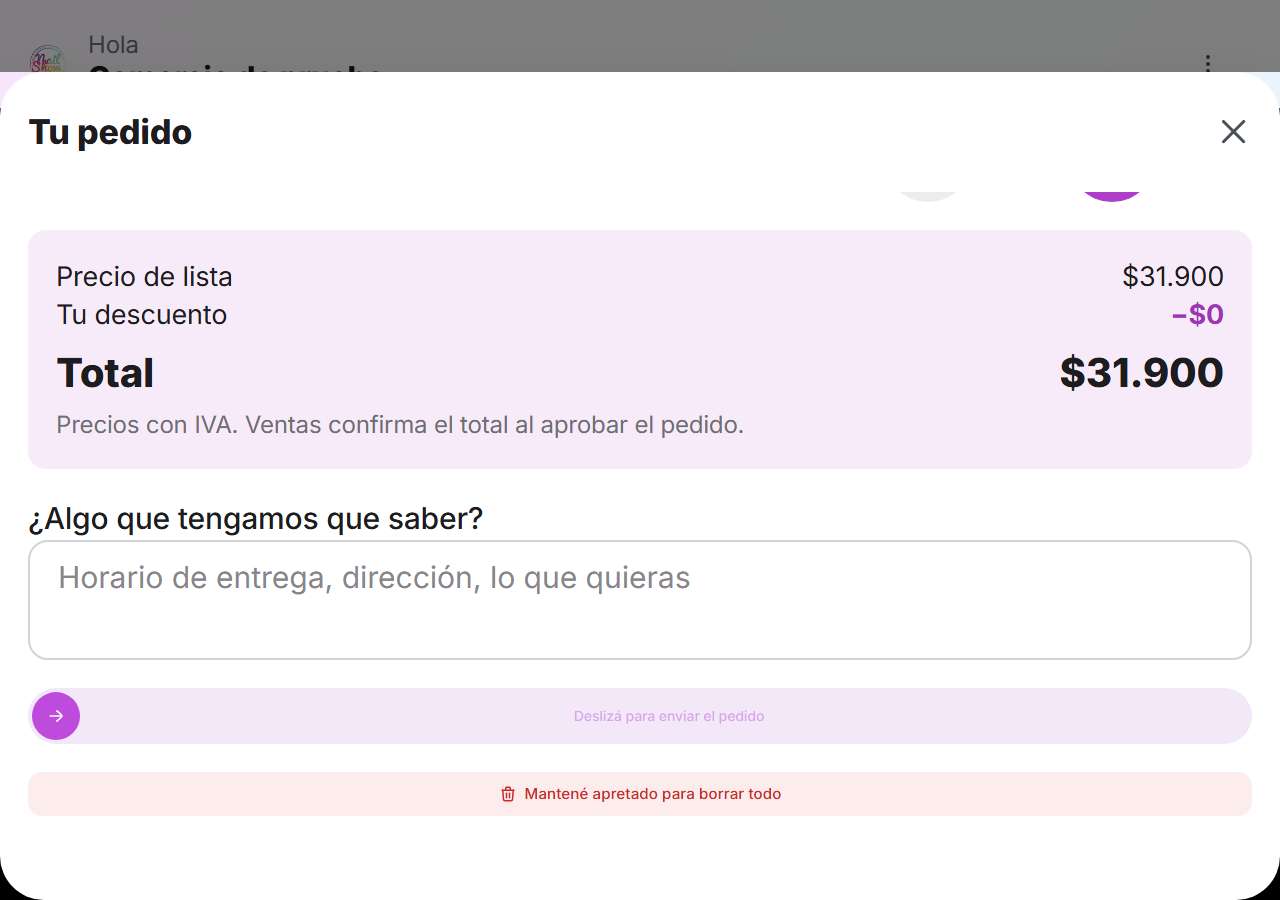 Hola
Tu pedido
Precio de lista
$31.900
Tu descuento
–$0
Total
$31.900
Precios con IVA. Ventas confirma el total al aprobar el pedido.
¿Algo que tengamos que saber?
Horario de entrega, dirección, lo que quieras
Deslizá para enviar el pedido
Mantené apretado para borrar todo